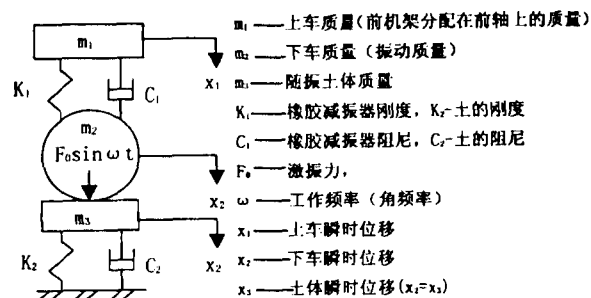 m₁
K₁
C₁
x₁
m₂
F₀sin ω t
x₂
m₃
K₂
C₂
x₂
m₁——上车质量(前机架分配在前轴上的质量)
m₂——下车质量(振动质量)
m₃——随振土体质量
K₁——橡胶减振器刚度,K₂-土的刚度
C₁——橡胶减振器阻尼,C₂-土的阻尼
F₀——激振力,
ω——工作频率(角频率)
x₁——上车瞬时位移
x₂——下车瞬时位移
x₃——土体瞬时位移(x₂=x₃)